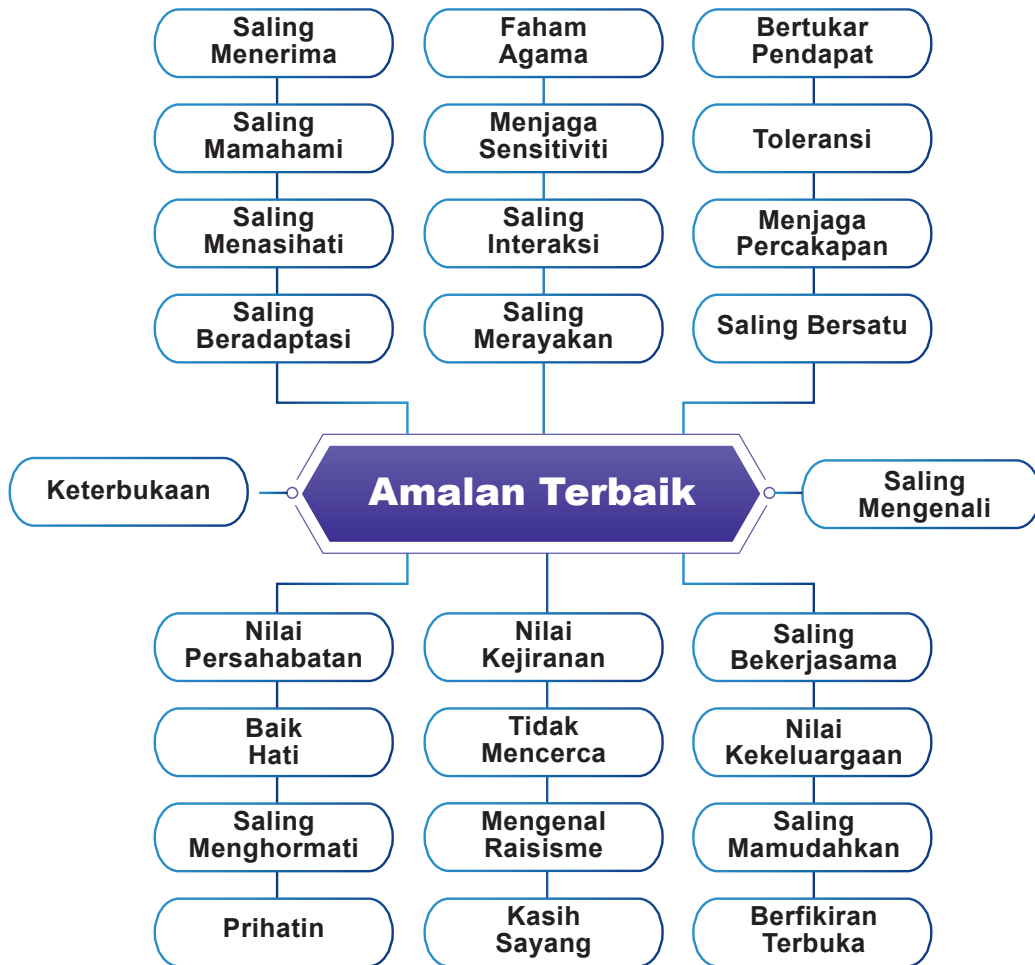 Saling
Menerima
Faham
Agama
Bertukar
Pendapat
Saling
Mamahami
Menjaga
Sensitiviti
Toleransi
Saling
Menasihati
Saling
Interaksi
Menjaga
Percakapan
Saling
Beradaptasi
Saling
Merayakan
Saling Bersatu
Keterbukaan
Amalan Terbaik
Saling
Mengenali
Nilai
Persahabatan
Nilai
Kejiranan
Saling
Bekerjasama
Baik
Hati
Tidak
Mencerca
Nilai
Kekeluargaan
Saling
Menghormati
Mengenal
Raisisme
Saling
Mamudahkan
Prihatin
Kasih
Sayang
Berfikiran
Terbuka